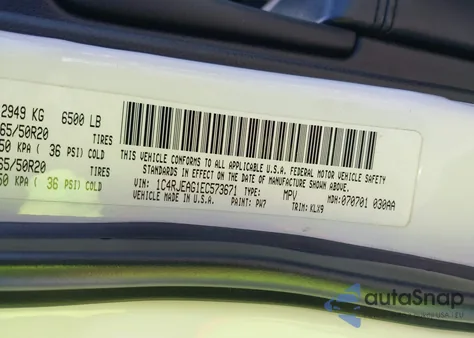 2949 KG 6500 LB
65/50R20 TIRES
50 KPA ( 36 PSI) COLD
65/50R20 TIRES
50 KPA ( 36 PSI) COLD
THIS VEHICLE CONFORMS TO ALL APPLICABLE U.S.A. FEDERAL MOTOR VEHICLE SAFETY
STANDARDS IN EFFECT ON THE DATE OF MANUFACTURE SHOWN ABOVE.
VIN: 1C4RJEAG1EC573671 TYPE: MPV MDH: 070701 030AA
VEHICLE MADE IN U.S.A. PAINT: PW7 TRIM: KLX9
autaSnap